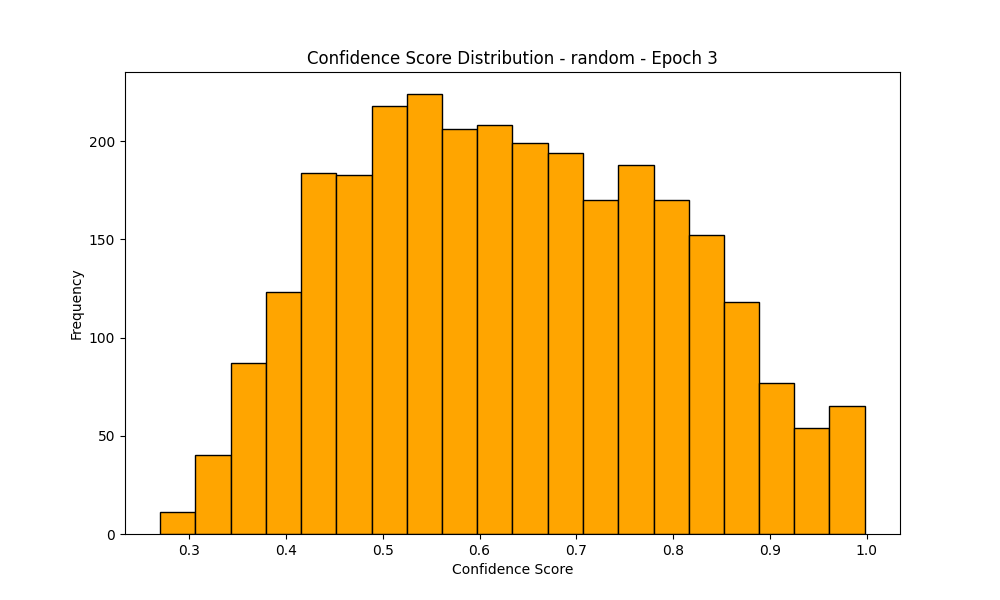 Confidence Score Distribution - random - Epoch 3
Frequency
200
150
100
50
0
0.3 0.4 0.5 0.6 0.7 0.8 0.9 1.0
Confidence Score